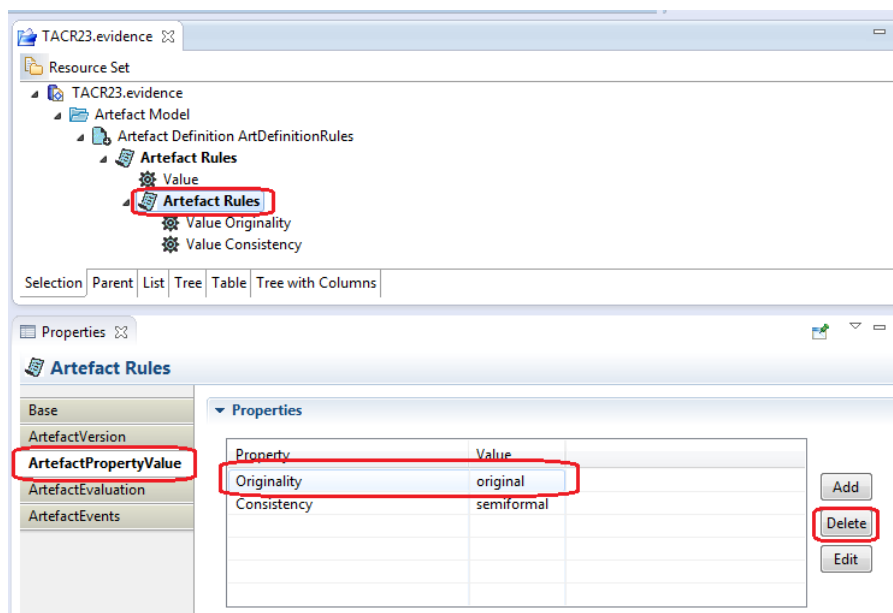 TACR23.evidence
Resource Set
TACR23.evidence
Artefact Model
Artefact Definition ArtDefinitionRules
Artefact Rules
Value
Artefact Rules
Value Originality
Value Consistency
Selection Parent List Tree Table Tree with Columns
Properties
Artefact Rules
Base
ArtefactVersion
ArtefactPropertyValue
ArtefactEvaluation
ArtefactEvents
Properties
Property Value
Originality original
Consistency semiformal
Add
Delete
Edit